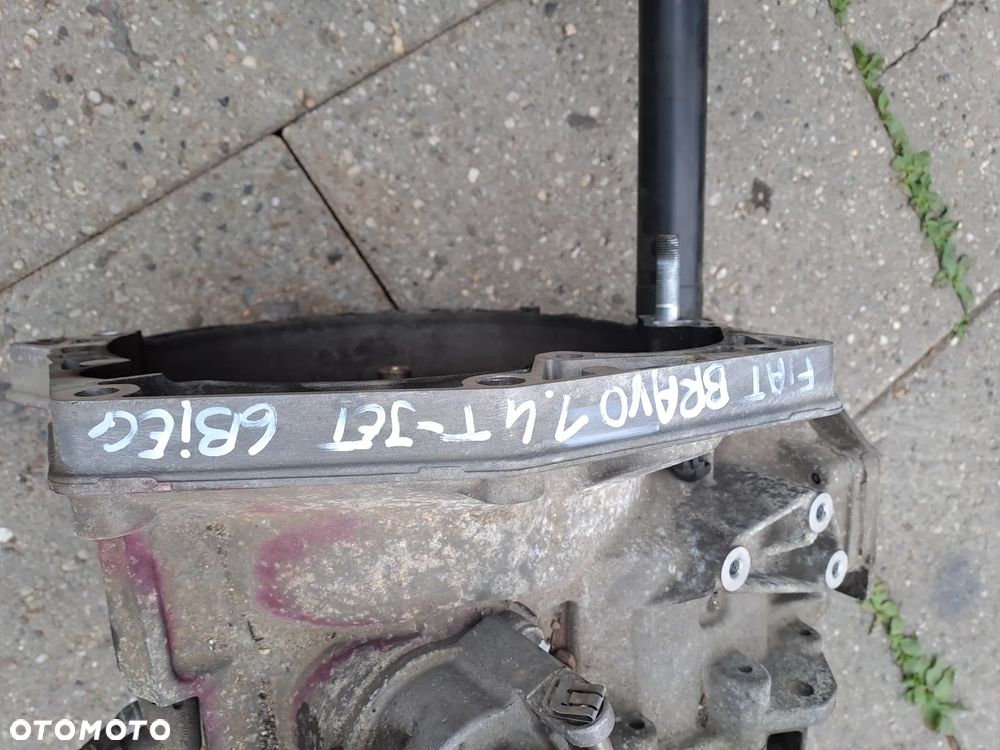 FiAT BRAVO 1.4 T-JET 6BiEG
OTOMOTO